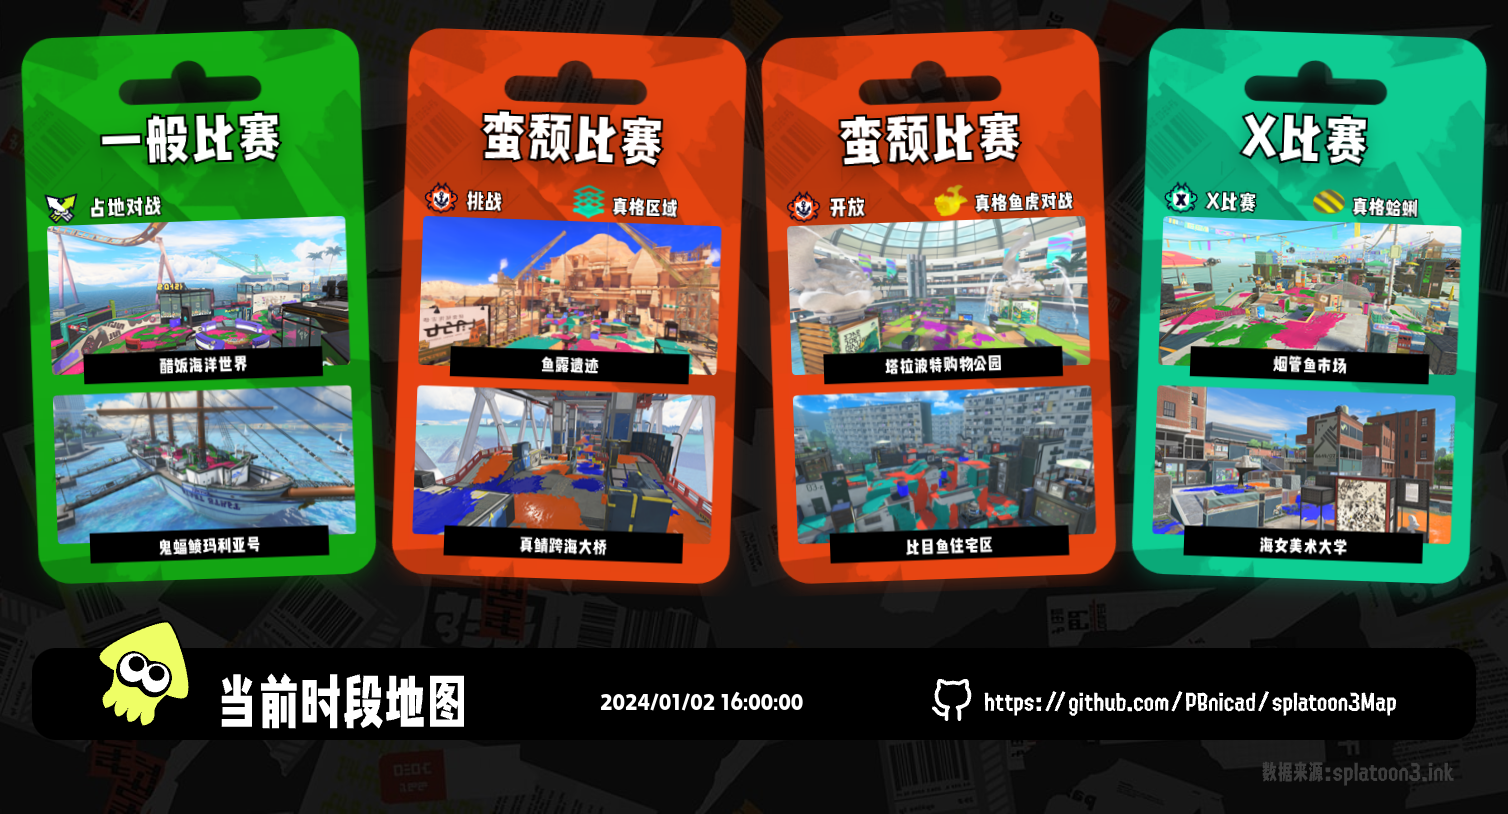 一般比赛
占地对战
醋饭海洋世界
鬼蝠鲼玛利亚号
蛮颓比赛
挑战
真格区域
鱼露遗迹
真鲭跨海大桥
蛮颓比赛
开放
真格鱼虎对战
塔拉波特购物公园
比目鱼住宅区
X比赛
X比赛
真格蛤蜊
烟管鱼市场
海女美术大学
当前时段地图
2024/01/02 16:00:00
https://github.com/PBnicad/splatoon3Map
数据来源:splatoon3.ink